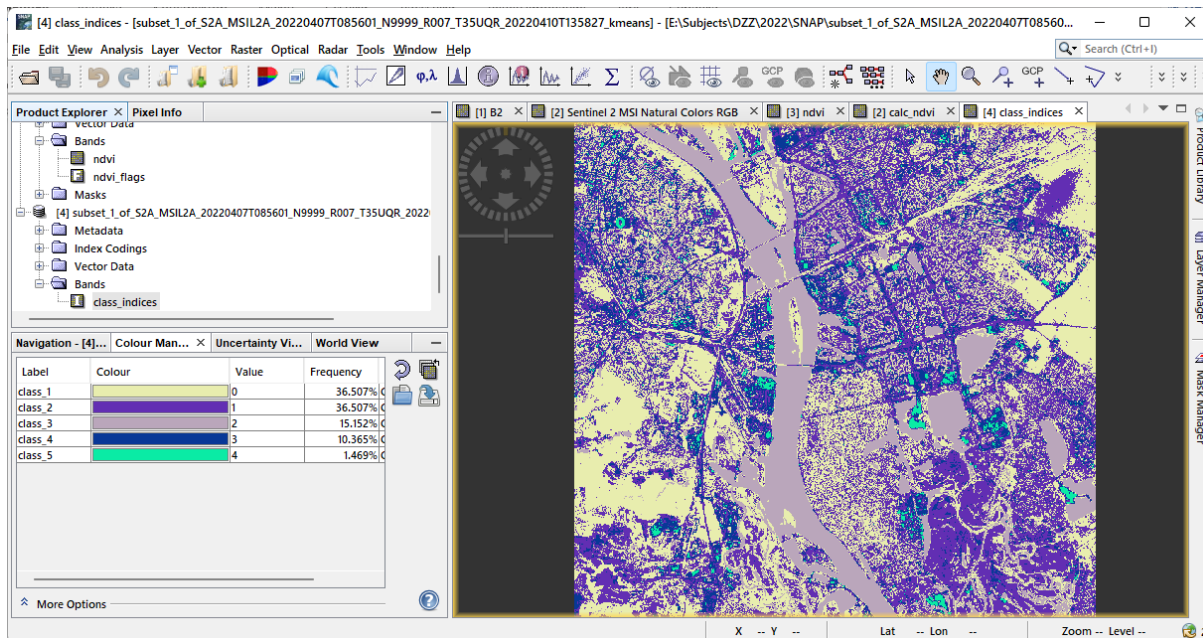 [4] class_indices - [subset_1_of_S2A_MSIL2A_20220407T085601_N9999_R007_T35UQR_20220410T135827_kmeans] - [E:\Subjects\DZZ\2022\SNAP\subset_1_of_S2A_MSIL2A_20220407T08560...
File Edit View Analysis Layer Vector Raster Optical Radar Tools Window Help
Search (Ctrl+I)
φ,λ Σ GCP GCP
Product Explorer Pixel Info
[1] B2 [2] Sentinel 2 MSI Natural Colors RGB [3] ndvi [2] calc_ndvi [4] class_indices
Vector Data
Bands
ndvi
ndvi_flags
Masks
[4] subset_1_of_S2A_MSIL2A_20220407T085601_N9999_R007_T35UQR_2022
Metadata
Index Codings
Vector Data
Bands
class_indices
Navigation - [4]... Colour Man... Uncertainty Vi... World View
Label Colour Value Frequency
class_1 0 36.507%
class_2 1 36.507%
class_3 2 15.152%
class_4 3 10.365%
class_5 4 1.469%
More Options
Product Library
Layer Manager
Mask Manager
X -- Y -- Lat -- Lon -- Zoom -- Level --